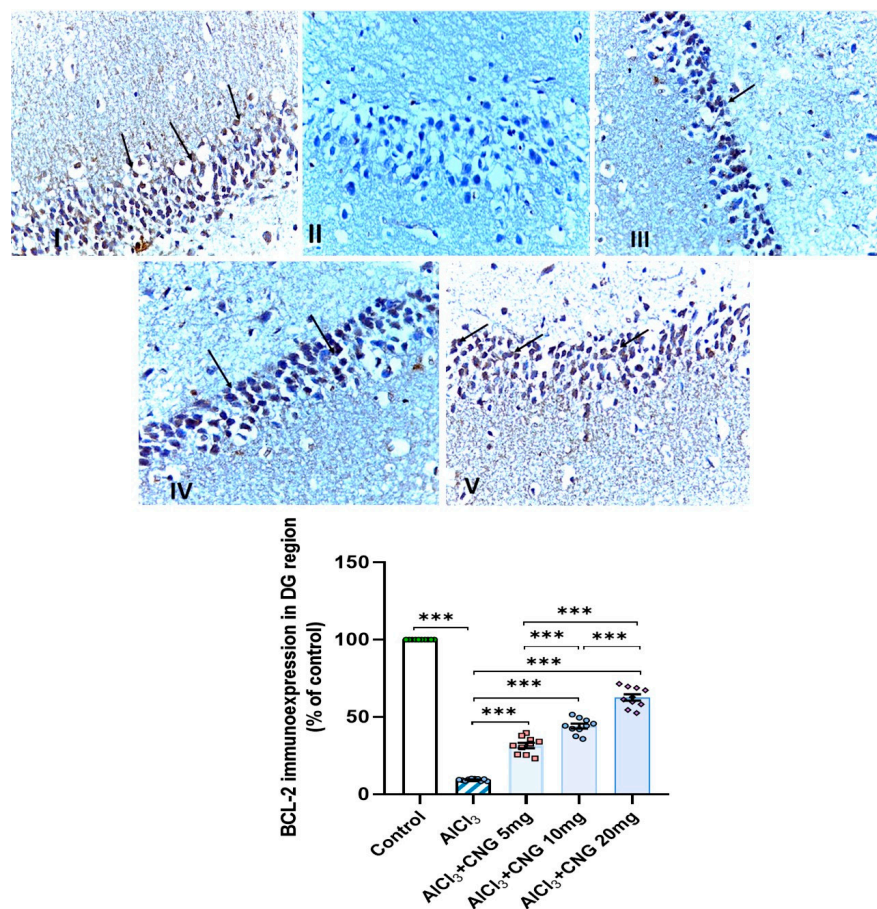 I
II
III
IV
V
BCL-2 immunoexpression in DG region
(% of control)
150
100
50
0
***
***
***
***
***
***
***
Control
AlCl₃
AlCl₃+CNG 5mg
AlCl₃+CNG 10mg
AlCl₃+CNG 20mg